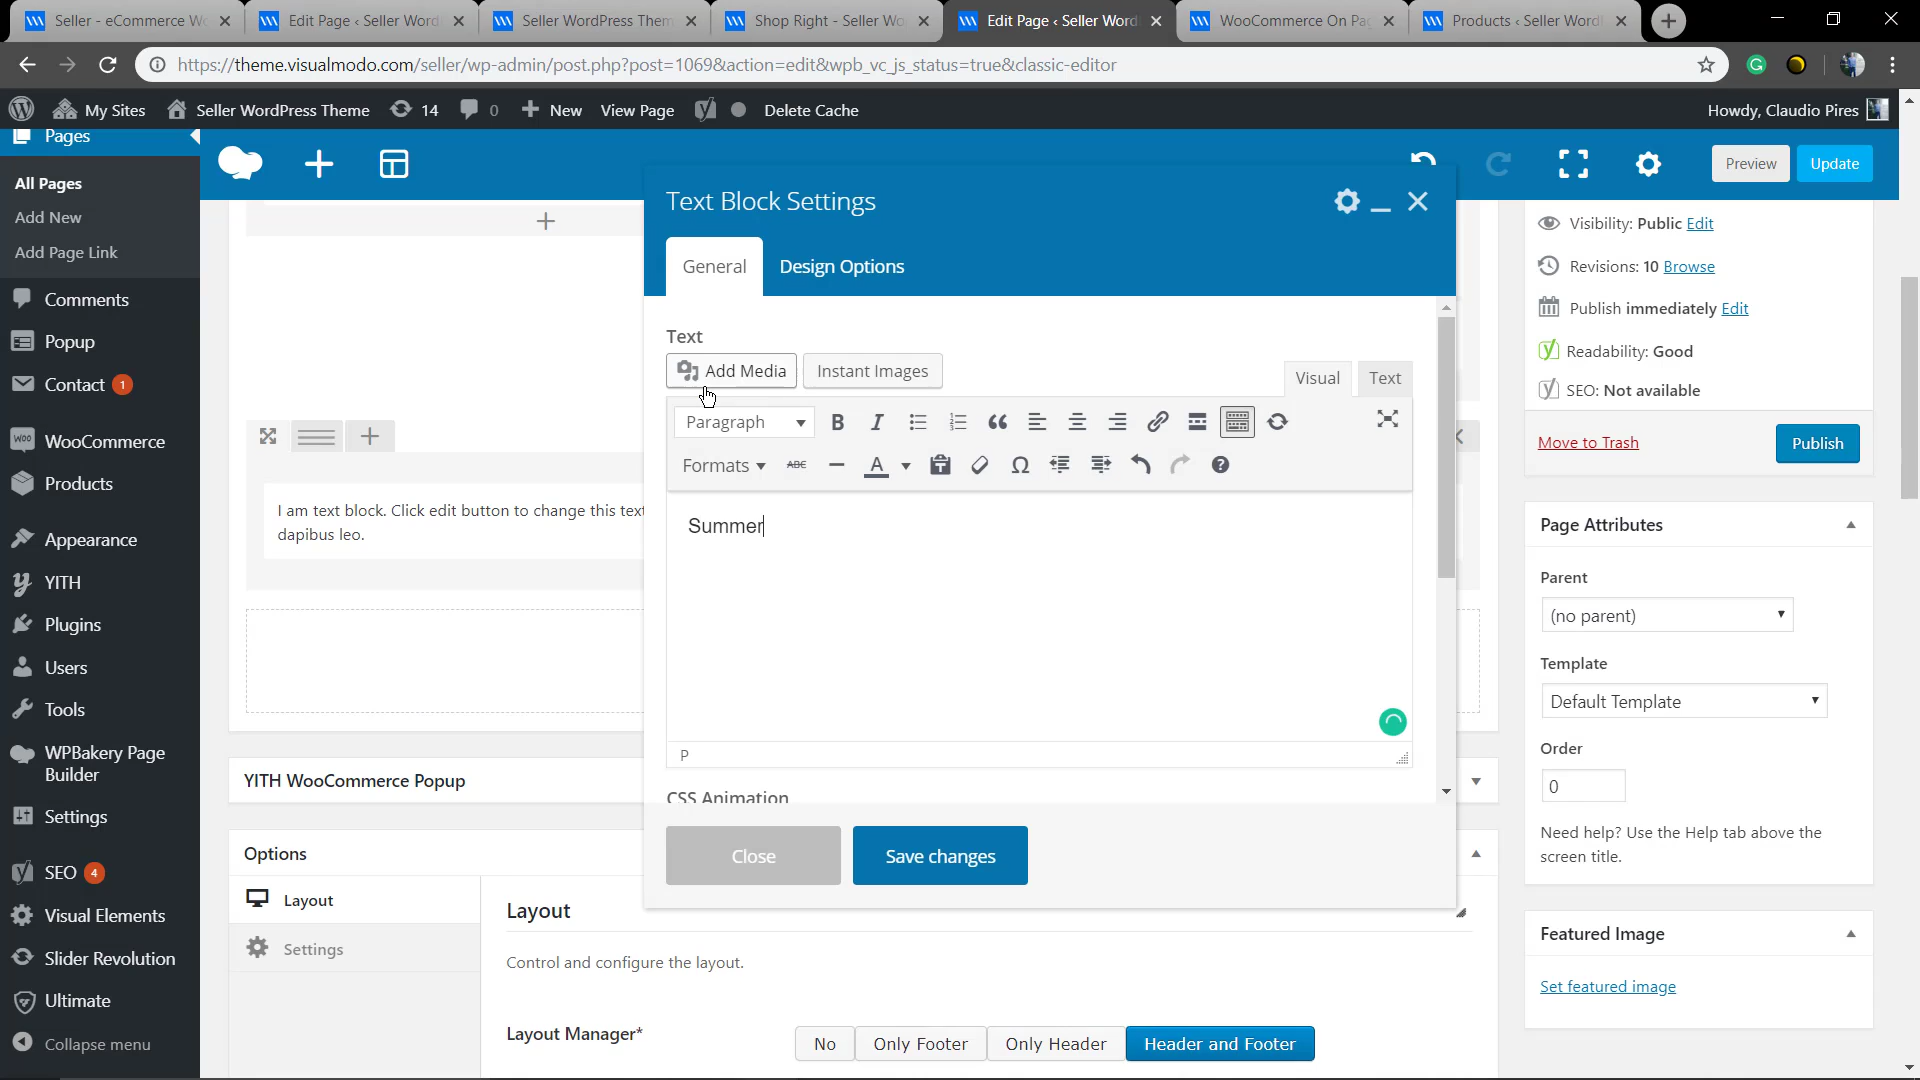 Seller - eCommerce Wo
Edit Page ‹ Seller Word
Seller WordPress Them
Shop Right - Seller Wo
Edit Page ‹ Seller Word
WooCommerce On Pag
Products ‹ Seller Word
https://theme.visualmodo.com/seller/wp-admin/post.php?post=1069&action=edit&wpb_vc_js_status=true&classic-editor
My Sites
Seller WordPress Theme
14
0
New
View Page
Delete Cache
Howdy, Claudio Pires
Pages
All Pages
Add New
Add Page Link
Comments
Popup
Contact 1
WooCommerce
Products
Appearance
YITH
Plugins
Users
Tools
WPBakery Page
Builder
Settings
SEO 4
Visual Elements
Slider Revolution
Ultimate
Collapse menu
Preview
Update
I am text block. Click edit button to change this text
dapibus leo.
YITH WooCommerce Popup
Options
Layout
Settings
Layout
Control and configure the layout.
Layout Manager*
No
Only Footer
Only Header
Header and Footer
Text Block Settings
General
Design Options
Text
Add Media
Instant Images
Visual
Text
Paragraph
B
I
Formats
ABC
A
Summer
P
CSS Animation
Close
Save changes
Visibility: Public Edit
Revisions: 10 Browse
Publish immediately Edit
Readability: Good
SEO: Not available
Move to Trash
Publish
Page Attributes
Parent
(no parent)
Template
Default Template
Order
0
Need help? Use the Help tab above the
screen title.
Featured Image
Set featured image